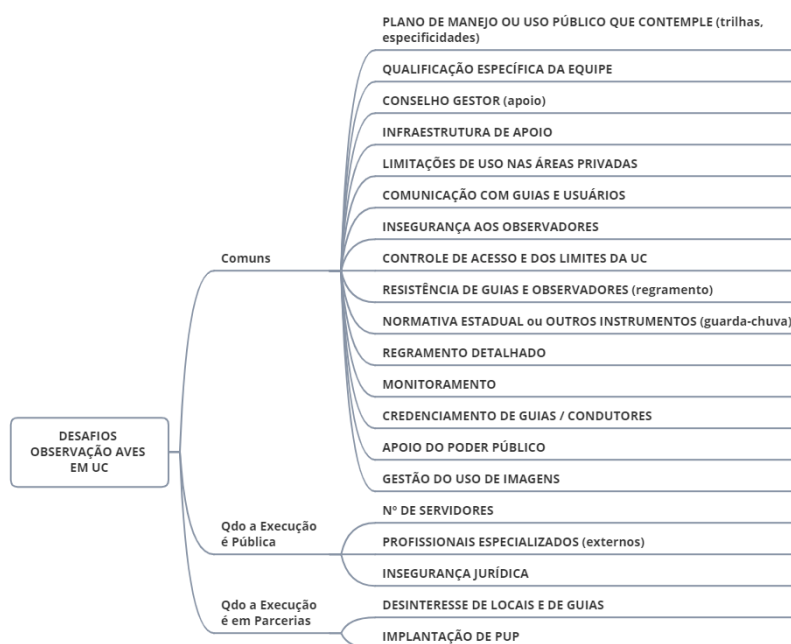 PLANO DE MANEJO OU USO PÚBLICO QUE CONTEMPLE (trilhas,
especificidades)
QUALIFICAÇÃO ESPECÍFICA DA EQUIPE
CONSELHO GESTOR (apoio)
INFRAESTRUTURA DE APOIO
LIMITAÇÕES DE USO NAS ÁREAS PRIVADAS
COMUNICAÇÃO COM GUIAS E USUÁRIOS
INSEGURANÇA AOS OBSERVADORES
Comuns
CONTROLE DE ACESSO E DOS LIMITES DA UC
RESISTÊNCIA DE GUIAS E OBSERVADORES (regramento)
NORMATIVA ESTADUAL ou OUTROS INSTRUMENTOS (guarda-chuva)
REGRAMENTO DETALHADO
MONITORAMENTO
CREDENCIAMENTO DE GUIAS / CONDUTORES
APOIO DO PODER PÚBLICO
GESTÃO DO USO DE IMAGENS
DESAFIOS
OBSERVAÇÃO AVES
EM UC
Qdo a Execução
é Pública
Nº DE SERVIDORES
PROFISSIONAIS ESPECIALIZADOS (externos)
INSEGURANÇA JURÍDICA
Qdo a Execução
é em Parcerias
DESINTERESSE DE LOCAIS E DE GUIAS
IMPLANTAÇÃO DE PUP